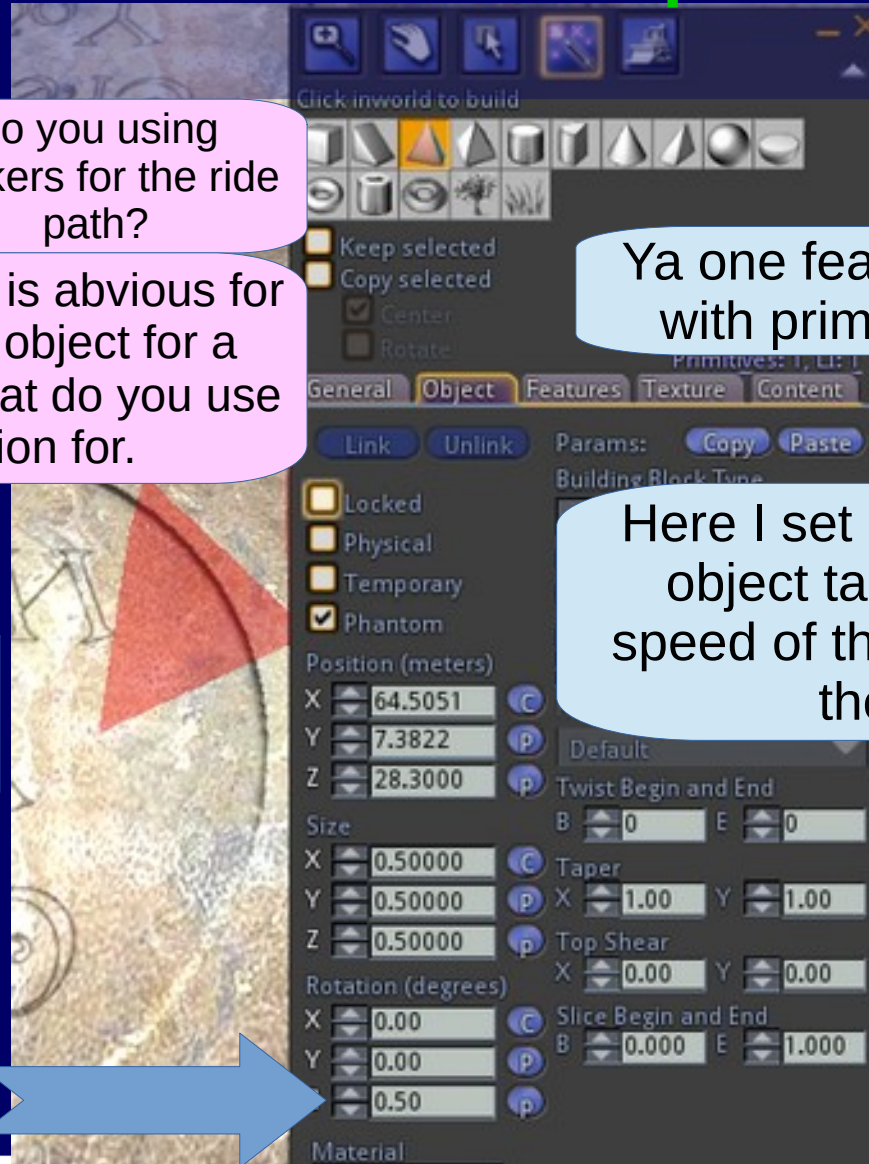 Click inworld to build
o you using
kers for the ride
path?
is abvious for
object for a
at do you use
ion for.
Keep selected
Copy selected
Center
Rotate
Ya one fea
with prim
Primitives: 1, LI: 1
General Object Features Texture Content
Link Unlink Params: Copy Paste
Building Block Type
Locked
Physical
Temporary
Phantom
Here I set
object ta
speed of th
the
Position (meters)
X 64.5051 C
Y 7.3822 P
Z 28.3000 P
Default
Twist Begin and End
B 0 E 0
Size
X 0.50000 C
Y 0.50000 P
Z 0.50000 P
Taper
X 1.00 Y 1.00
Top Shear
X 0.00 Y 0.00
Rotation (degrees)
X 0.00 C
Y 0.00 P
0.50 P
Slice Begin and End
B 0.000 E 1.000
Material